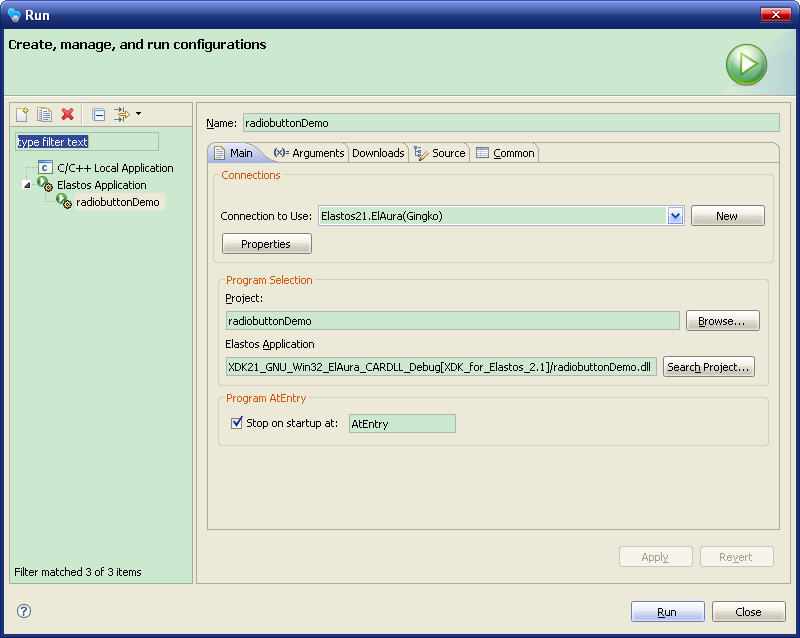 Run
Create, manage, and run configurations
type filter text
C/C++ Local Application
Elastos Application
radiobuttonDemo
Filter matched 3 of 3 items
Name: radiobuttonDemo
Main (x)= Arguments Downloads Source Common
Connections
Connection to Use: Elastos21.ElAura(Gingko) New
Properties
Program Selection
Project:
radiobuttonDemo Browse...
Elastos Application
XDK21_GNU_Win32_ElAura_CARDLL_Debug[XDK_for_Elastos_2.1]/radiobuttonDemo.dll Search Project...
Program AtEntry
Stop on startup at: AtEntry
Apply Revert
Run Close